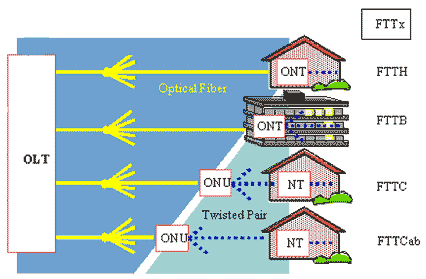 FTTx
ONT
FTTH
Optical Fiber
ONT
FTTB
OLT
ONU
NT
FTTC
Twisted Pair
ONU
NT
FTTCab